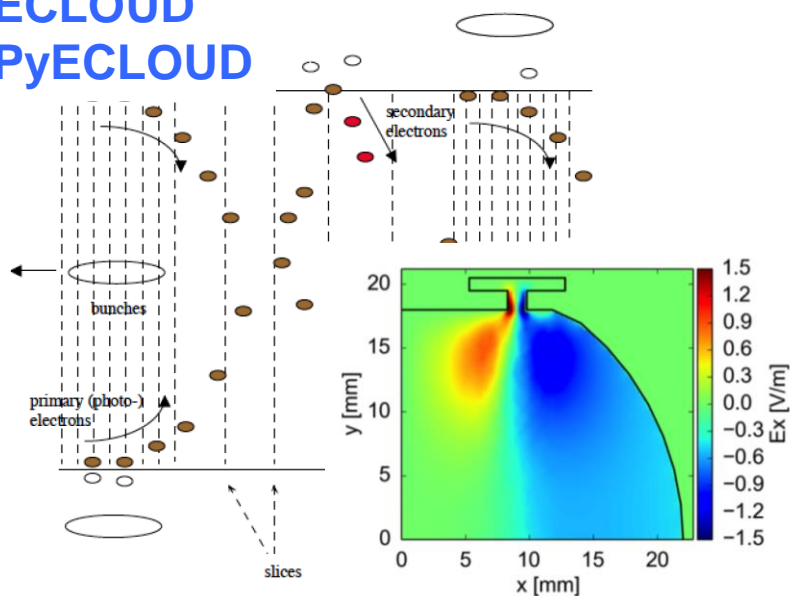 ECLOUD
PyECLOUD
secondary
electrons
bunches
primary (photo-)
electrons
slices
20
15
10
5
0
y [mm]
0 5 10 15 20
x [mm]
1.5
1.2
0.9
0.6
0.3
0.0
−0.3
−0.6
−0.9
−1.2
−1.5
Ex [V/m]